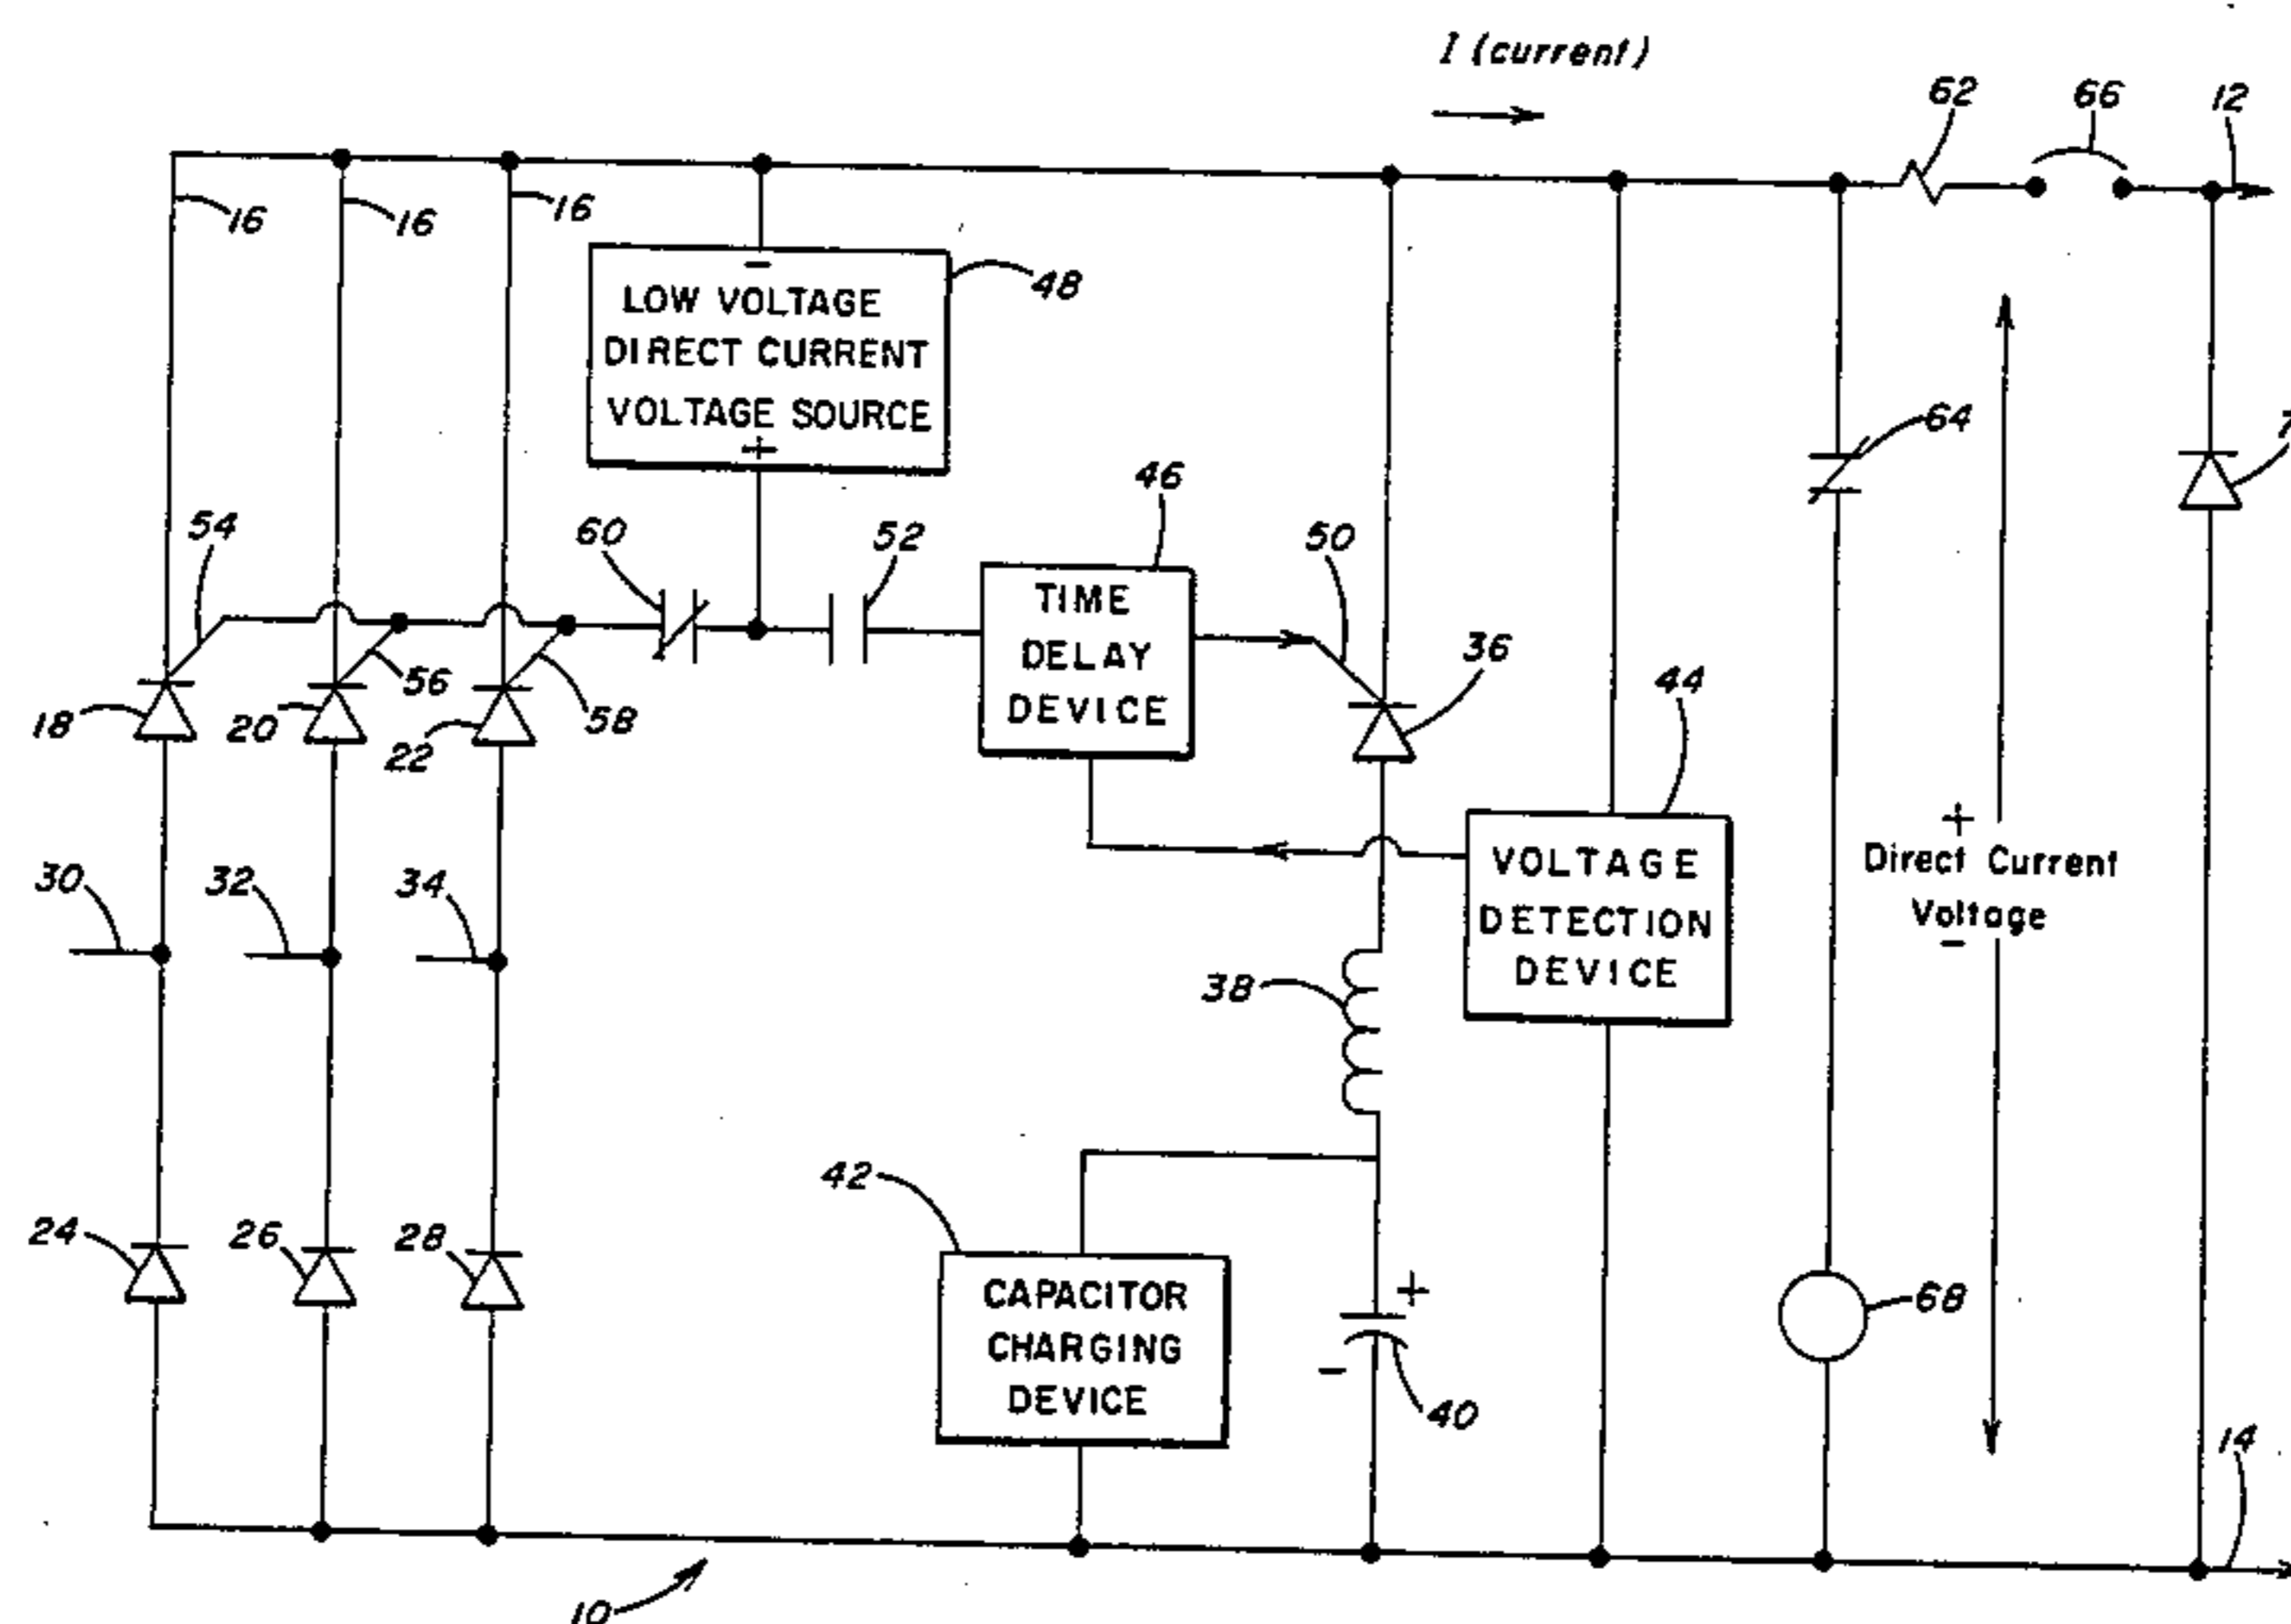 I (current)
62
66
12
16
16
16
-
LOW VOLTAGE
DIRECT CURRENT
VOLTAGE SOURCE
+
48
64
7
54
60
52
46
50
TIME
DELAY
DEVICE
36
44
18
20
22
56
58
30
32
34
VOLTAGE
DETECTION
DEVICE
+
Direct Current
Voltage
-
38
24
26
28
42
CAPACITOR
CHARGING
DEVICE
+
-
40
68
14
10